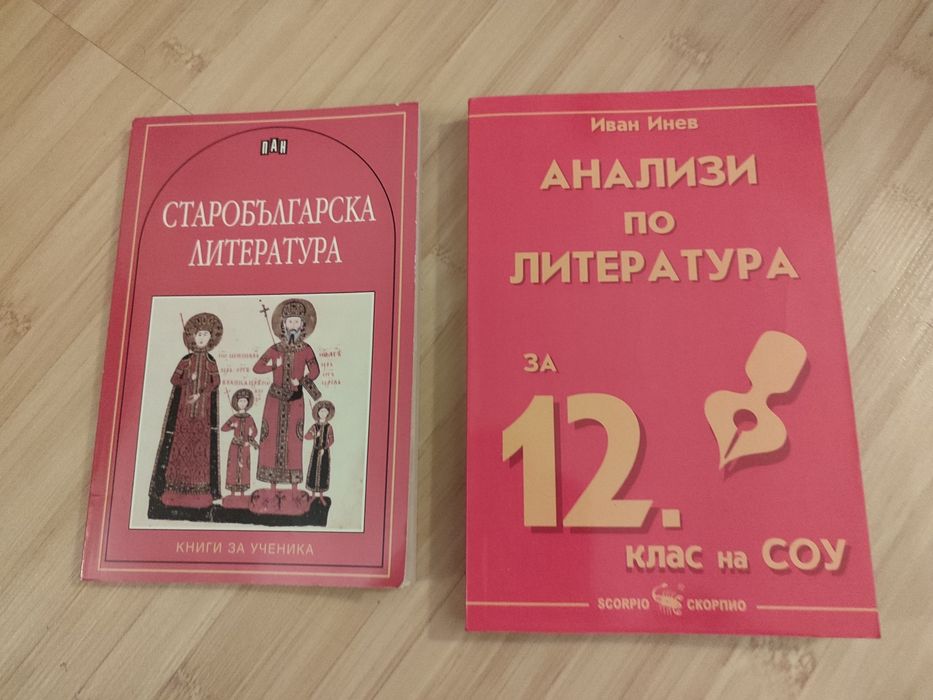 ПАН
СТАРОБЪЛГАРСКА
ЛИТЕРАТУРА
КНИГИ ЗА УЧЕНИКА
Иван Инев
АНАЛИЗИ
ПО
ЛИТЕРАТУРА
ЗА
12.
КЛАС НА СОУ
SCORPIO СКОРПИО